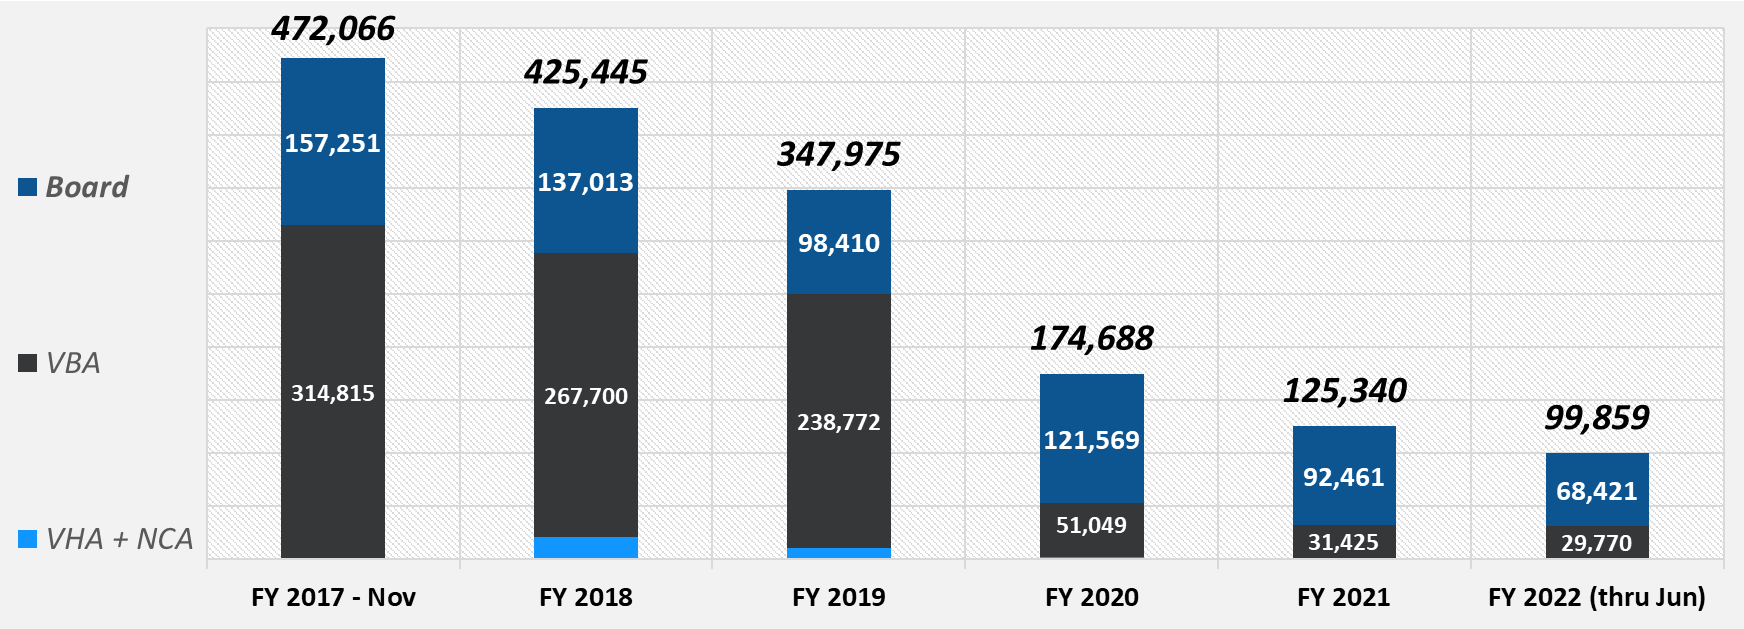 472,066
425,445
347,975
174,688
125,340
99,859
157,251
137,013
98,410
121,569
92,461
68,421
314,815
267,700
238,772
51,049
31,425
29,770
Board
VBA
VHA + NCA
FY 2017 - Nov
FY 2018
FY 2019
FY 2020
FY 2021
FY 2022 (thru Jun)